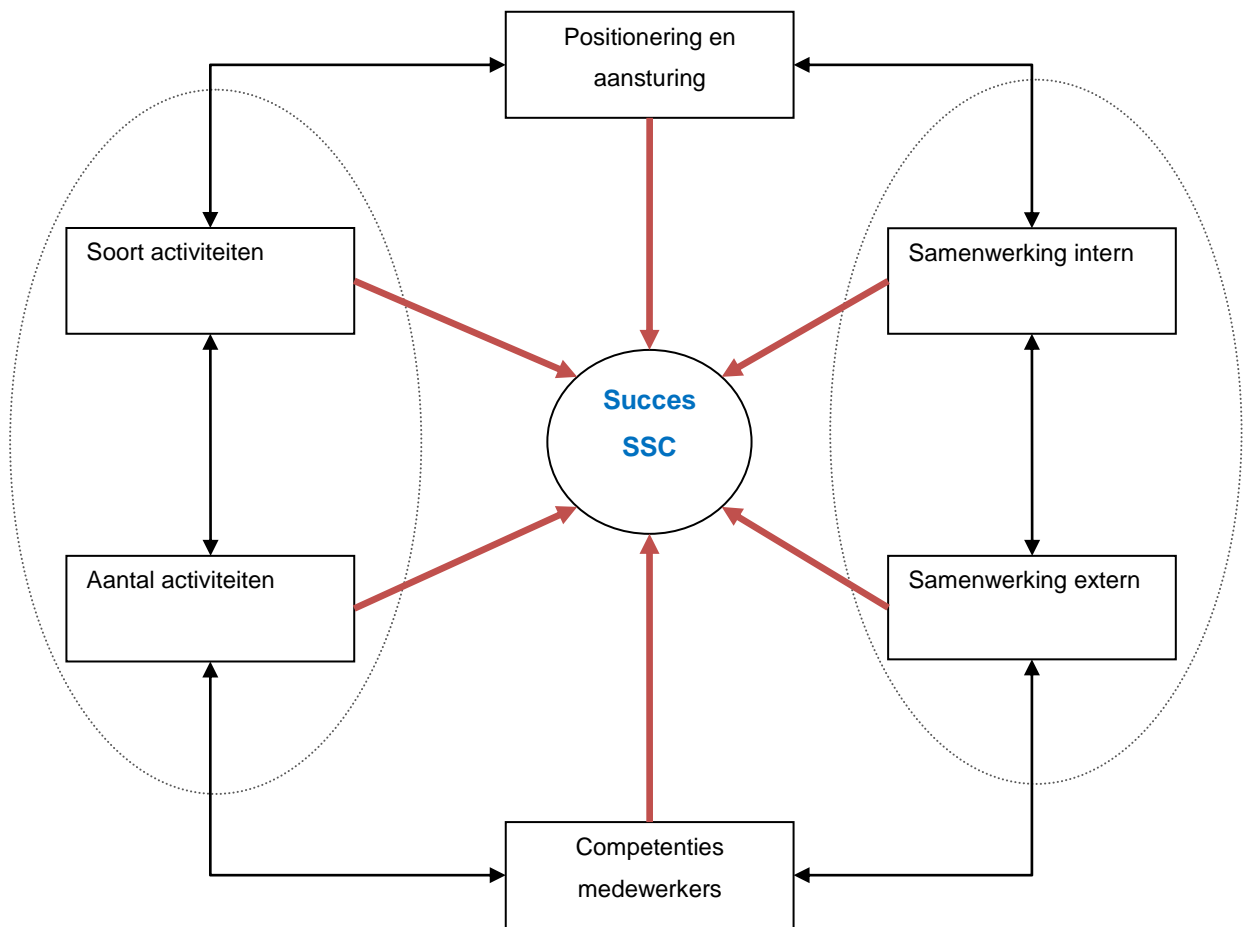 Positionering en
aansturing
Soort activiteiten
Samenwerking intern
Succes
SSC
Aantal activiteiten
Samenwerking extern
Competenties
medewerkers